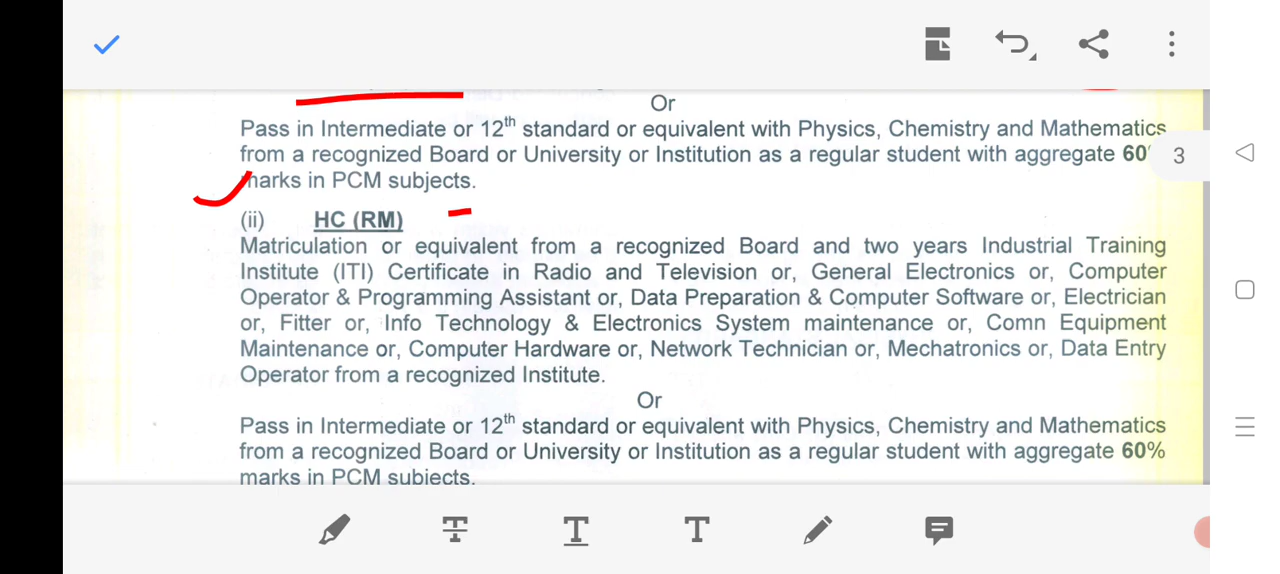 Or
Pass in Intermediate or 12th standard or equivalent with Physics, Chemistry and Mathematics
from a recognized Board or University or Institution as a regular student with aggregate 60
marks in PCM subjects.
3
(ii) HC (RM)
Matriculation or equivalent from a recognized Board and two years Industrial Training
Institute (ITI) Certificate in Radio and Television or, General Electronics or, Computer
Operator & Programming Assistant or, Data Preparation & Computer Software or, Electrician
or, Fitter or, Info Technology & Electronics System maintenance or, Comn Equipment
Maintenance or, Computer Hardware or, Network Technician or, Mechatronics or, Data Entry
Operator from a recognized Institute.
Or
Pass in Intermediate or 12th standard or equivalent with Physics, Chemistry and Mathematics
from a recognized Board or University or Institution as a regular student with aggregate 60%
marks in PCM subjects.
T T T